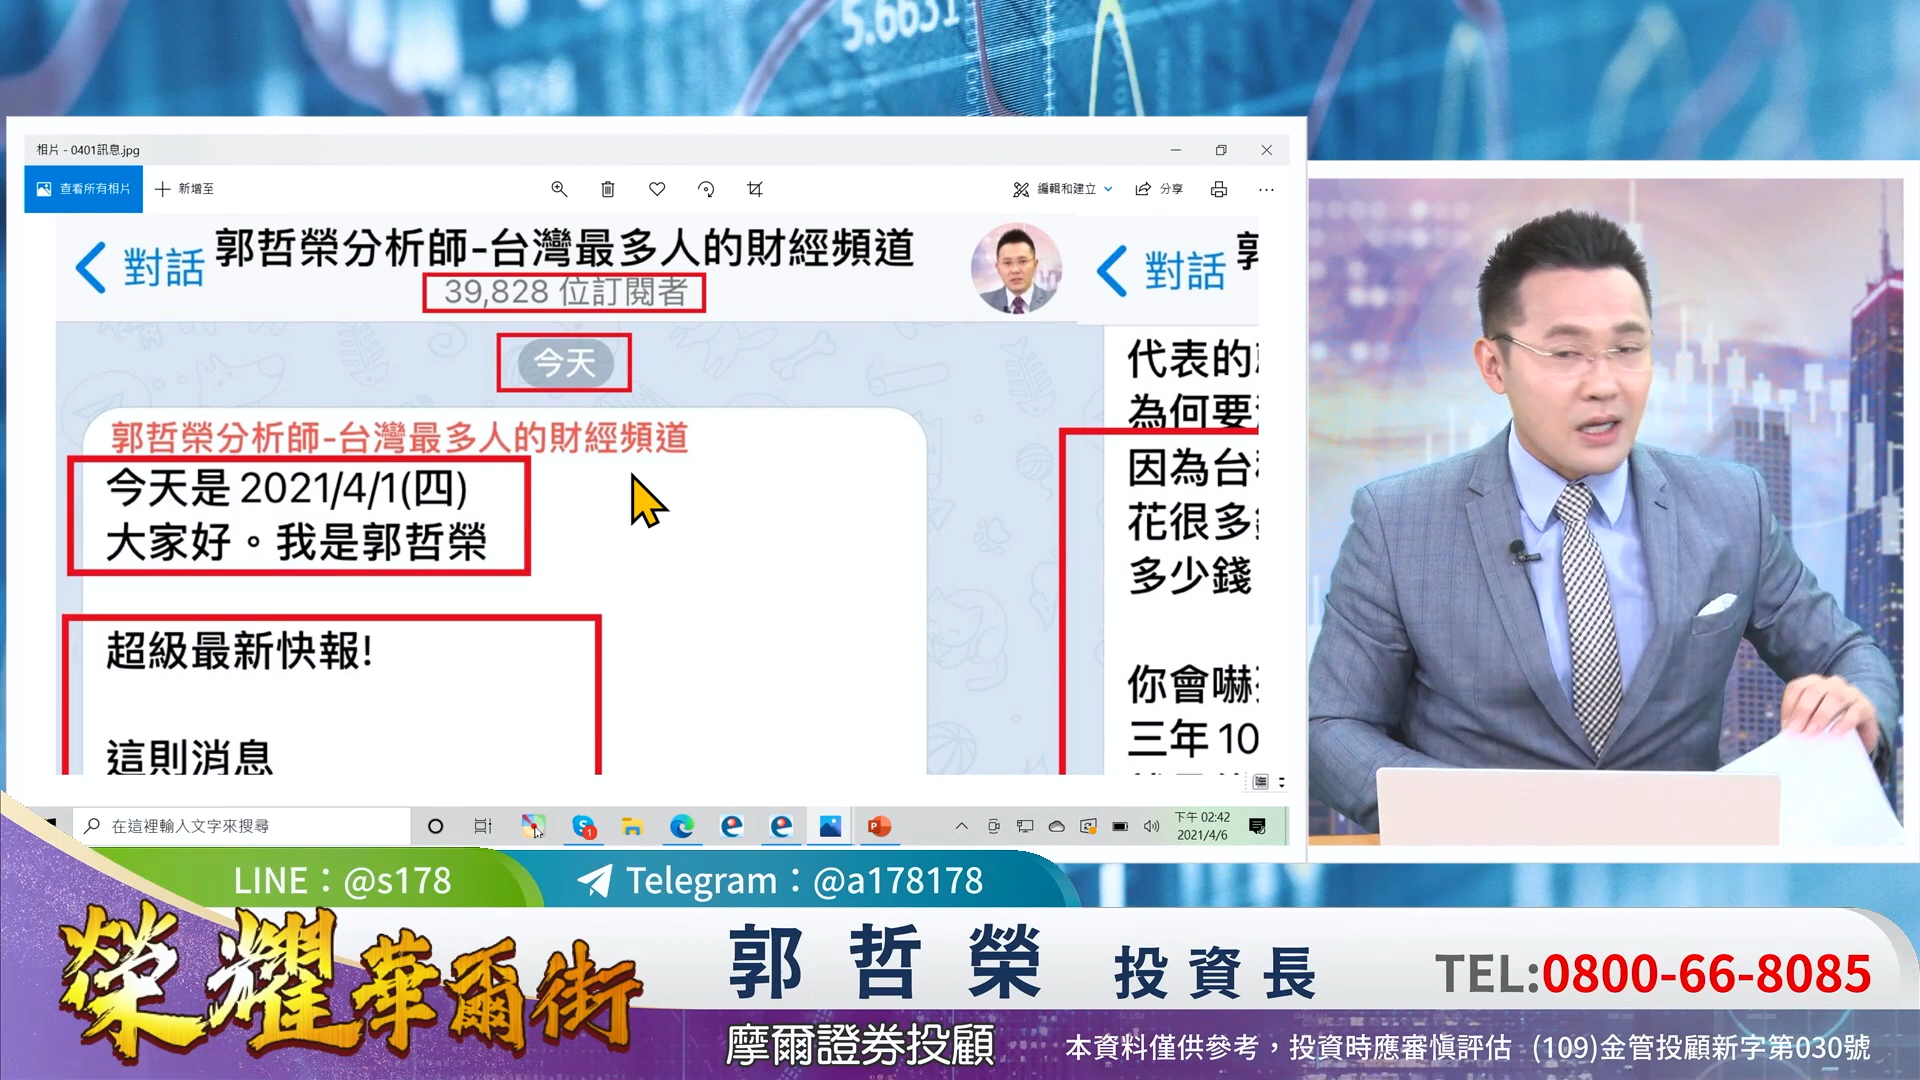 5.6631
相片 - 0401訊息.jpg
查看所有相片
新增至
編輯和建立
分享
對話
郭哲榮分析師-台灣最多人的財經頻道
39,828 位訂閱者
今天
郭哲榮分析師-台灣最多人的財經頻道
今天是 2021/4/1(四)
大家好。我是郭哲榮
超級最新快報!
這則消息
對話
代表的
為何要
因為台
花很多
多少錢
你會嚇
三年 10
在這裡輸入文字來搜尋
1
下午 02:42
2021/4/6
LINE：@s178
Telegram：@a178178
榮耀華爾街
郭哲榮 投資長
TEL:0800-66-8085
摩爾證券投顧
本資料僅供參考，投資時應審慎評估 (109)金管投顧新字第030號